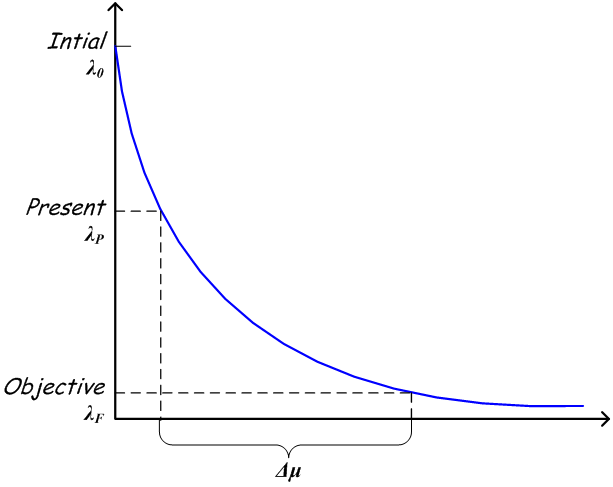 Intial
λ0
Present
λP
Objective
λF
Δμ